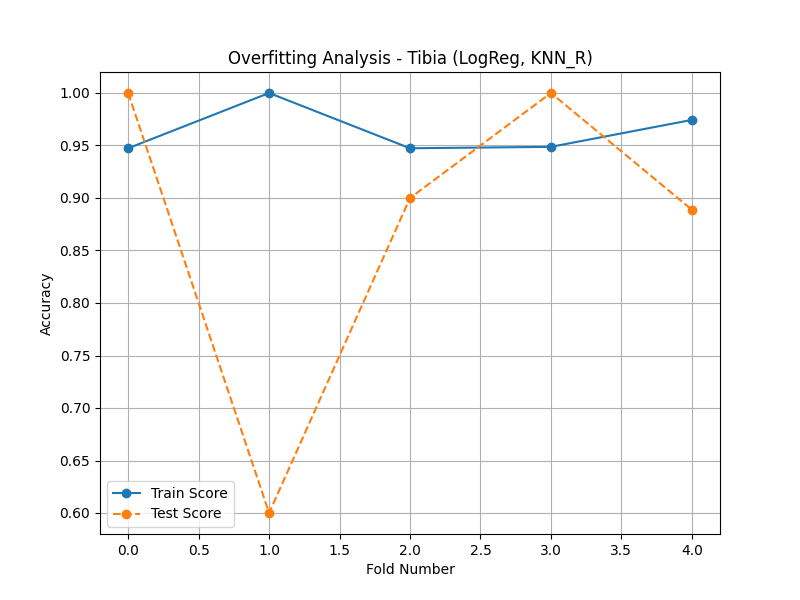 Overfitting Analysis - Tibia (LogReg, KNN_R)
Accuracy
1.00
0.95
0.90
0.85
0.80
0.75
0.70
0.65
0.60
Train Score
Test Score
0.0 0.5 1.0 1.5 2.0 2.5 3.0 3.5 4.0
Fold Number